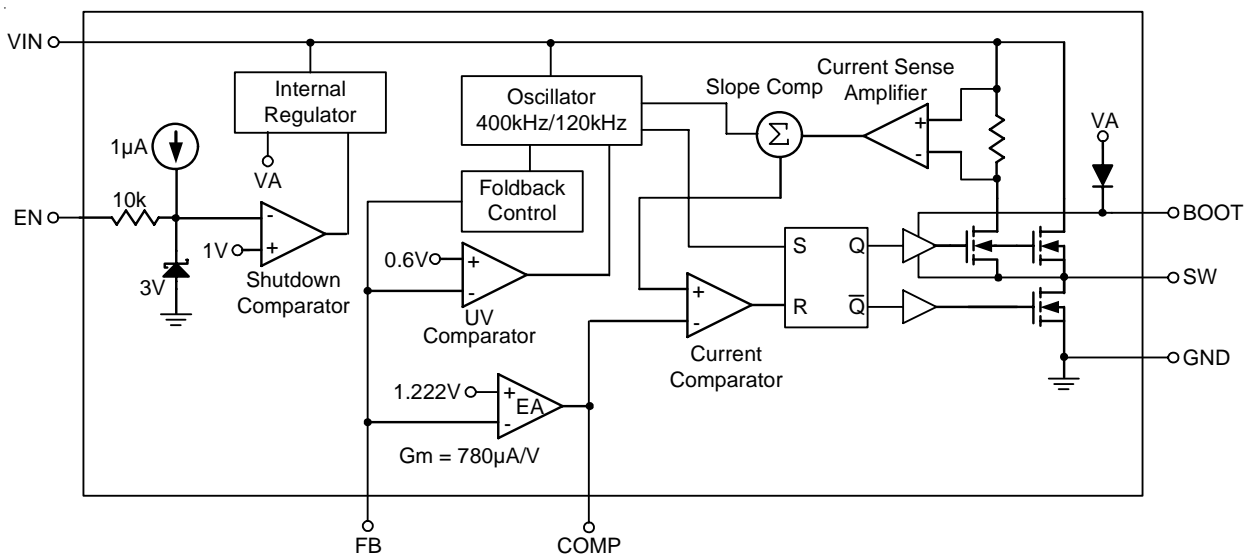 VIN
Internal
Regulator
Oscillator
400kHz/120kHz
Slope Comp
Current Sense
Amplifier
Σ
+
-
VA
1µA
VA
Foldback
Control
EN
10k
-
+
1V
Shutdown
Comparator
3V
0.6V
+
-
UV
Comparator
S
Q
R
Q̅
+
-
Current
Comparator
BOOT
SW
GND
1.222V
+
-
EA
Gm = 780µA/V
FB
COMP